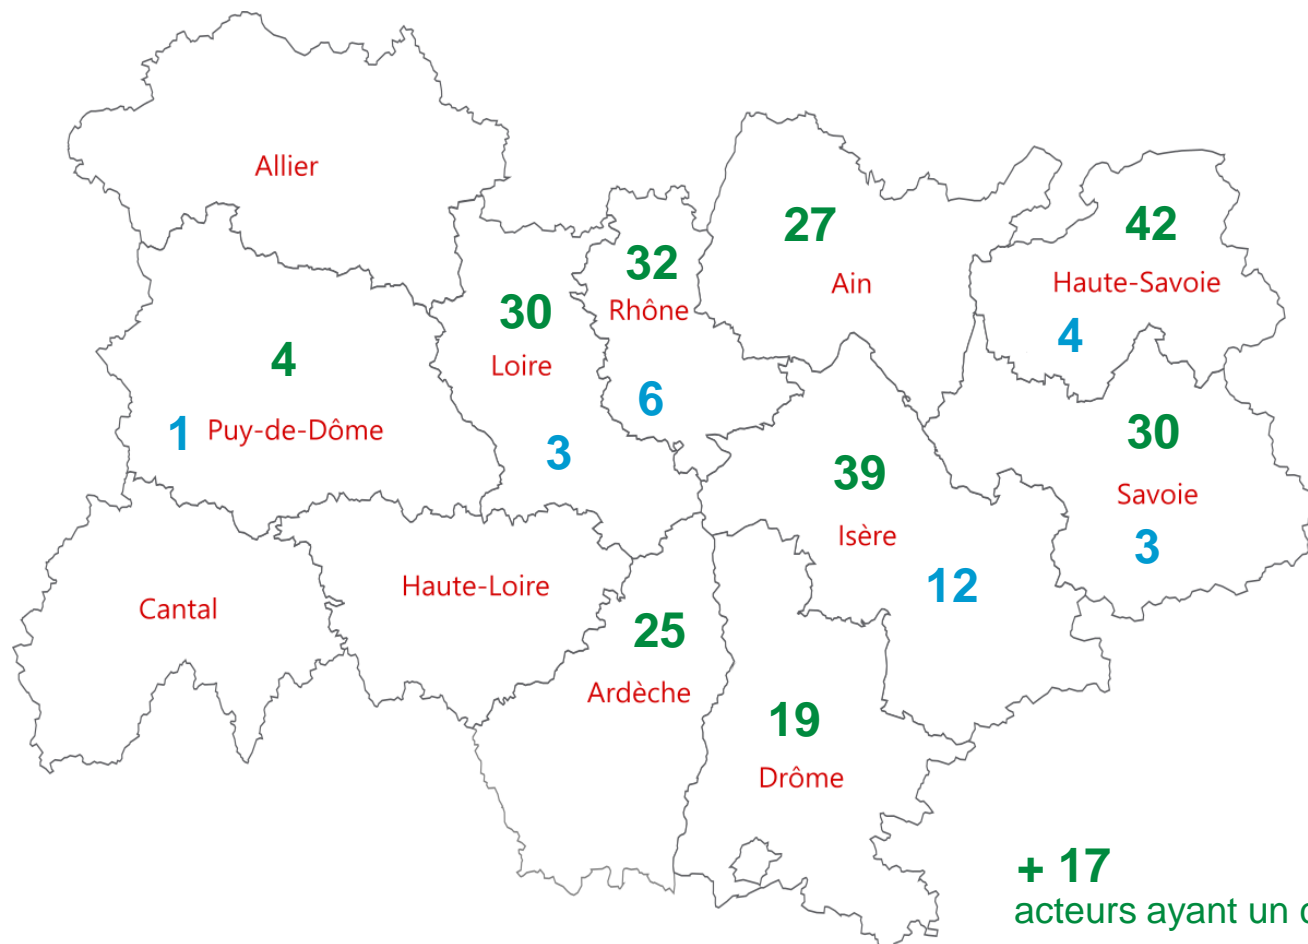 Allier
27
42
32
Ain
Haute-Savoie
30
Rhône
4
4
Loire
6
30
1 Puy-de-Dôme
3
39
Savoie
Isère
3
12
Haute-Loire
Cantal
25
Ardèche
19
Drôme
+ 17
acteurs ayant un